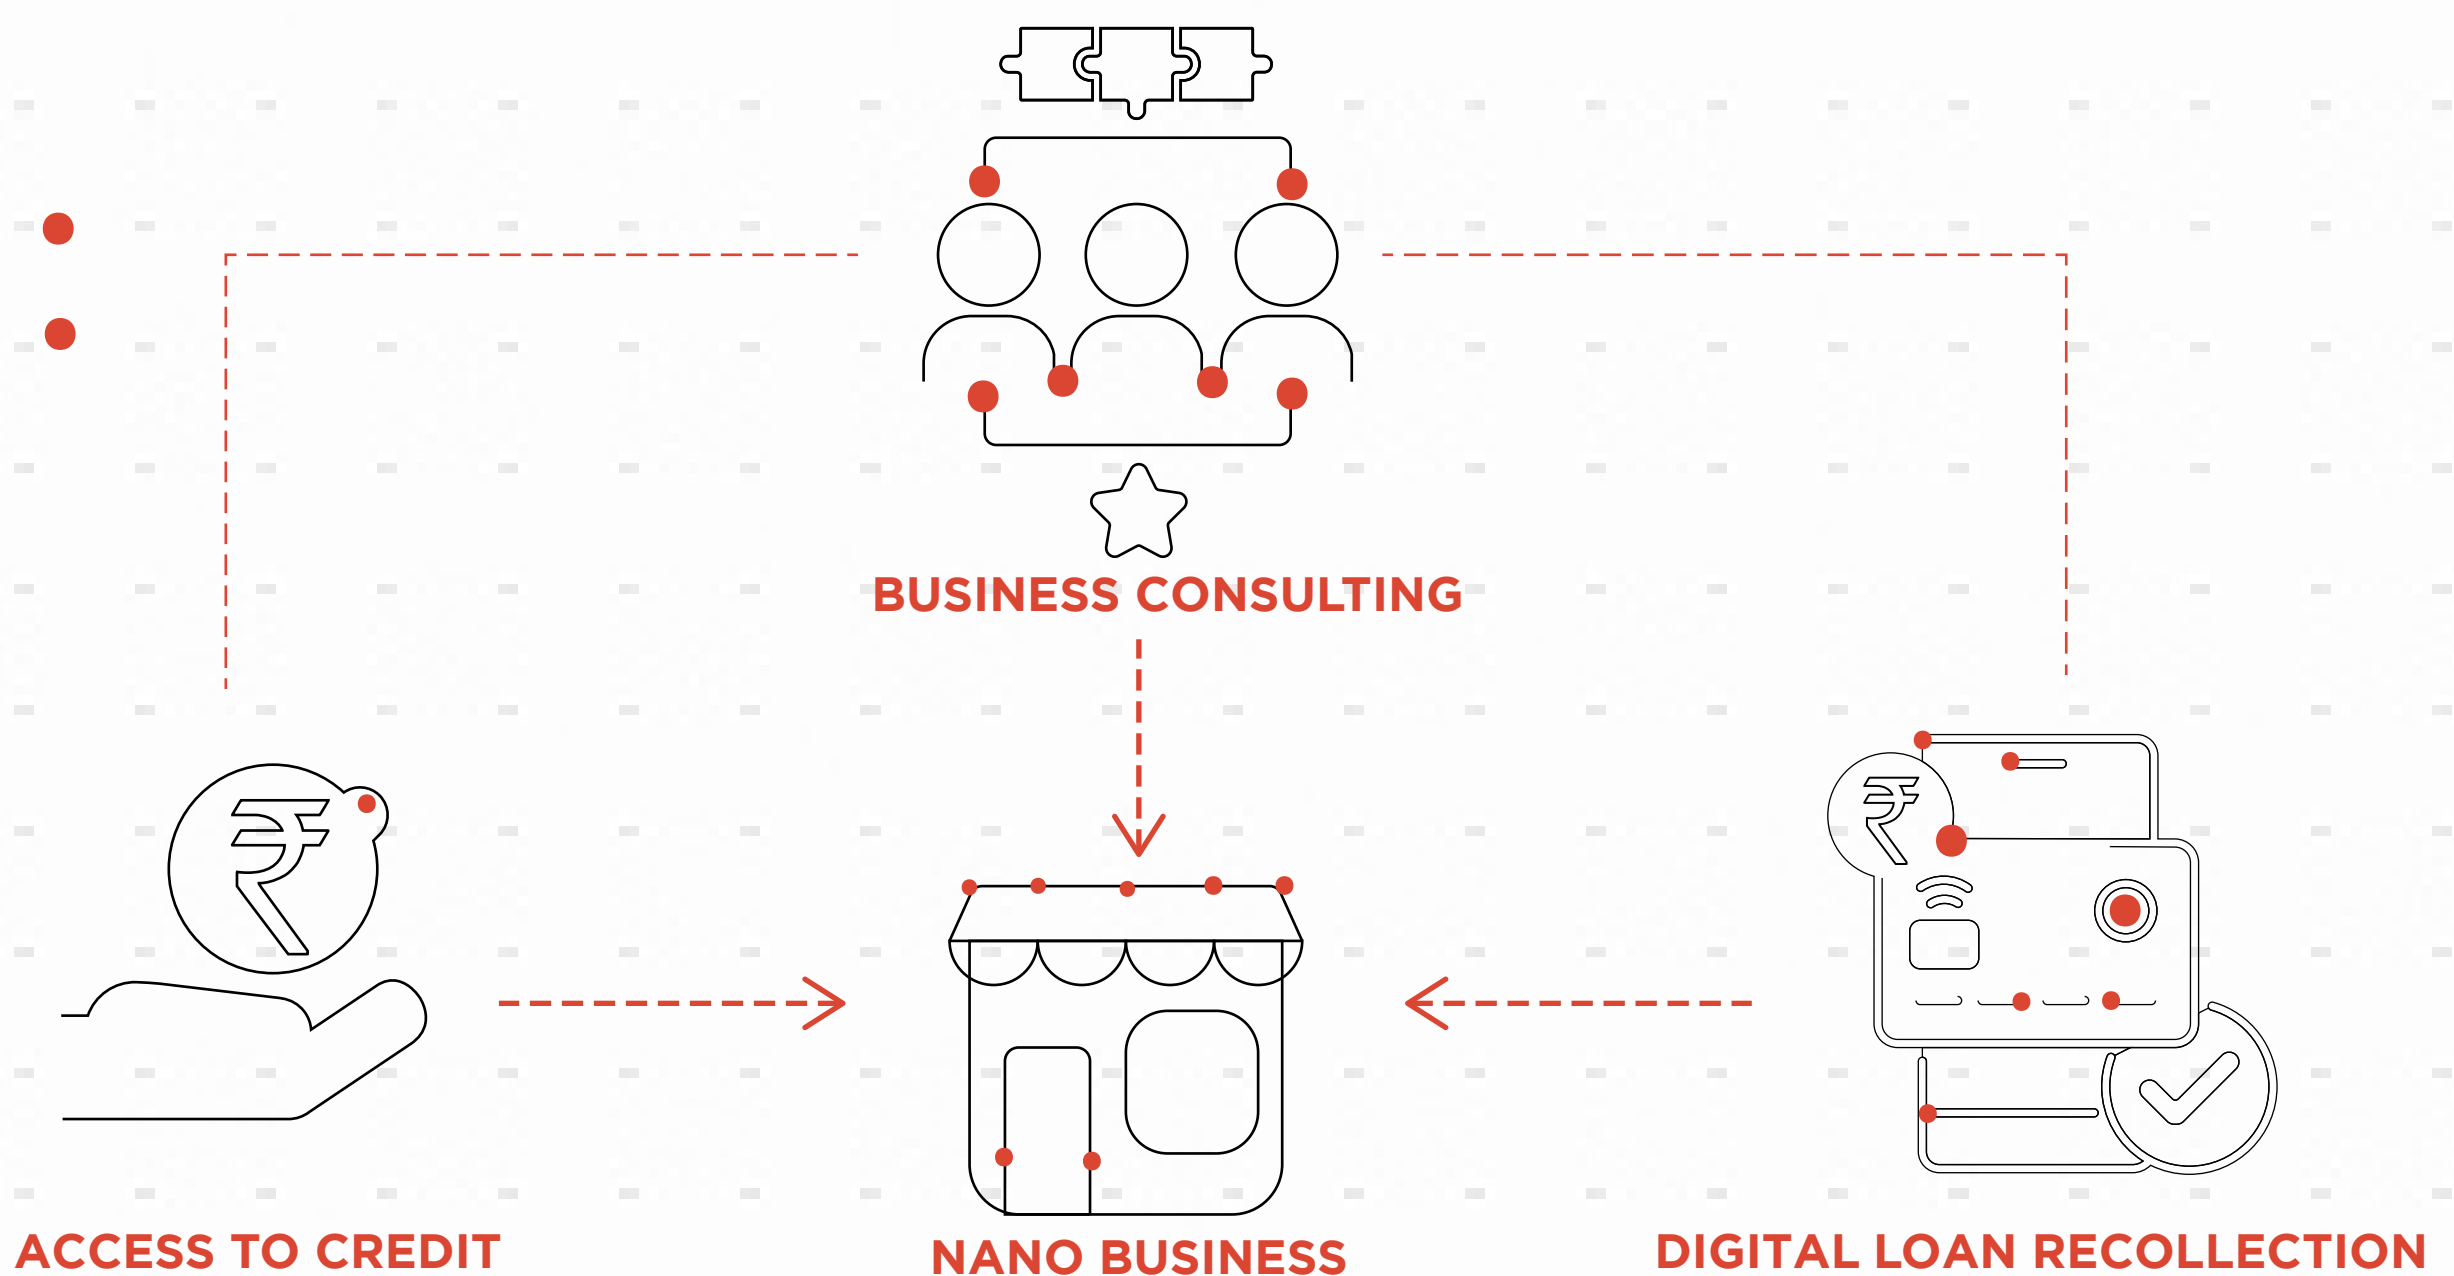 BUSINESS CONSULTING
₹
₹
ACCESS TO CREDIT
NANO BUSINESS
DIGITAL LOAN RECOLLECTION